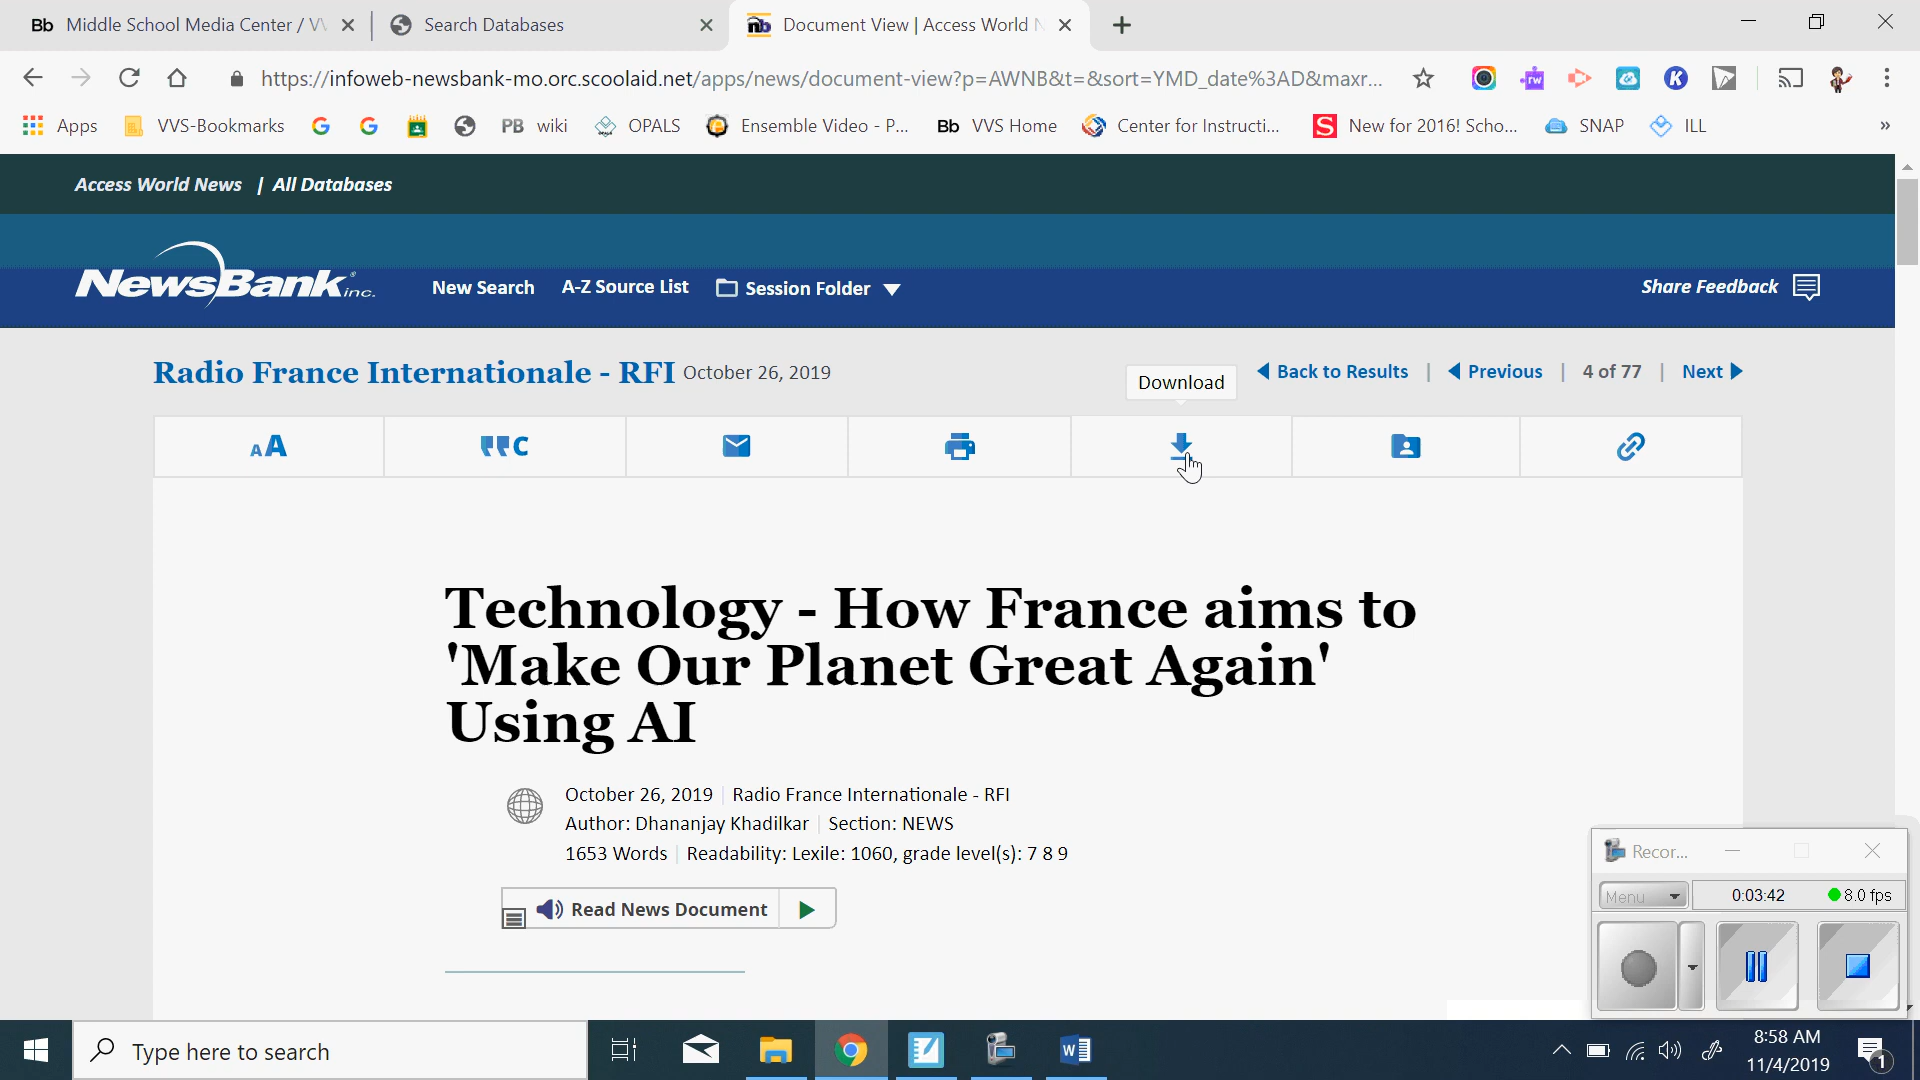 Bb Middle School Media Center / VV
Search Databases
nb Document View | Access World N
https://infoweb-newsbank-mo.orc.scoolaid.net/apps/news/document-view?p=AWNB&t=&sort=YMD_date%3AD&maxr...
rw
K
Apps
VVS-Bookmarks
G
G
PB wiki
OPALS
Ensemble Video - P...
Bb VVS Home
Center for Instructi...
S New for 2016! Scho...
SNAP
ILL
»
Access World News | All Databases
NewsBank® inc.
New Search
A-Z Source List
Session Folder
Share Feedback
Radio France Internationale - RFI October 26, 2019
Download
Back to Results | Previous | 4 of 77 | Next
AA
C
Technology - How France aims to
'Make Our Planet Great Again'
Using AI
October 26, 2019 | Radio France Internationale - RFI
Author: Dhananjay Khadilkar | Section: NEWS
1653 Words | Readability: Lexile: 1060, grade level(s): 7 8 9
Read News Document
Recor...
Menu
0:03:42
8.0 fps
Type here to search
W
8:58 AM
11/4/2019
1